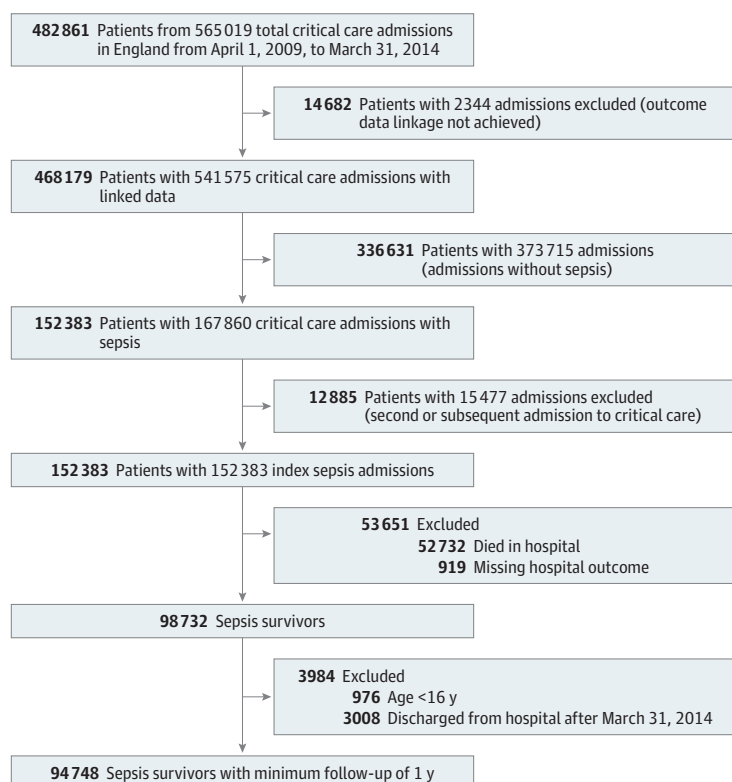 482 861 Patients from 565 019 total critical care admissions
in England from April 1, 2009, to March 31, 2014
14 682 Patients with 2344 admissions excluded (outcome
data linkage not achieved)
468 179 Patients with 541 575 critical care admissions with
linked data
336 631 Patients with 373 715 admissions
(admissions without sepsis)
152 383 Patients with 167 860 critical care admissions with
sepsis
12 885 Patients with 15 477 admissions excluded
(second or subsequent admission to critical care)
152 383 Patients with 152 383 index sepsis admissions
53 651 Excluded
52 732 Died in hospital
919 Missing hospital outcome
98 732 Sepsis survivors
3984 Excluded
976 Age <16 y
3008 Discharged from hospital after March 31, 2014
94 748 Sepsis survivors with minimum follow-up of 1 y